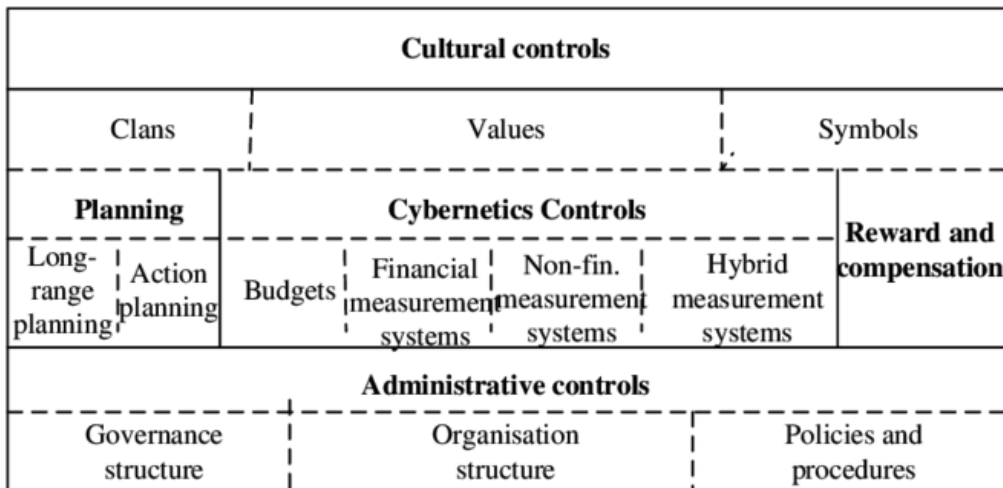 Cultural controls
Clans
Values
Symbols
Planning
Cybernetics Controls
Reward and
compensation
Long-
range
planning
Action
planning
Budgets
Financial
measurement
systems
Non-fin.
measurement
systems
Hybrid
measurement
systems
Administrative controls
Governance
structure
Organisation
structure
Policies and
procedures